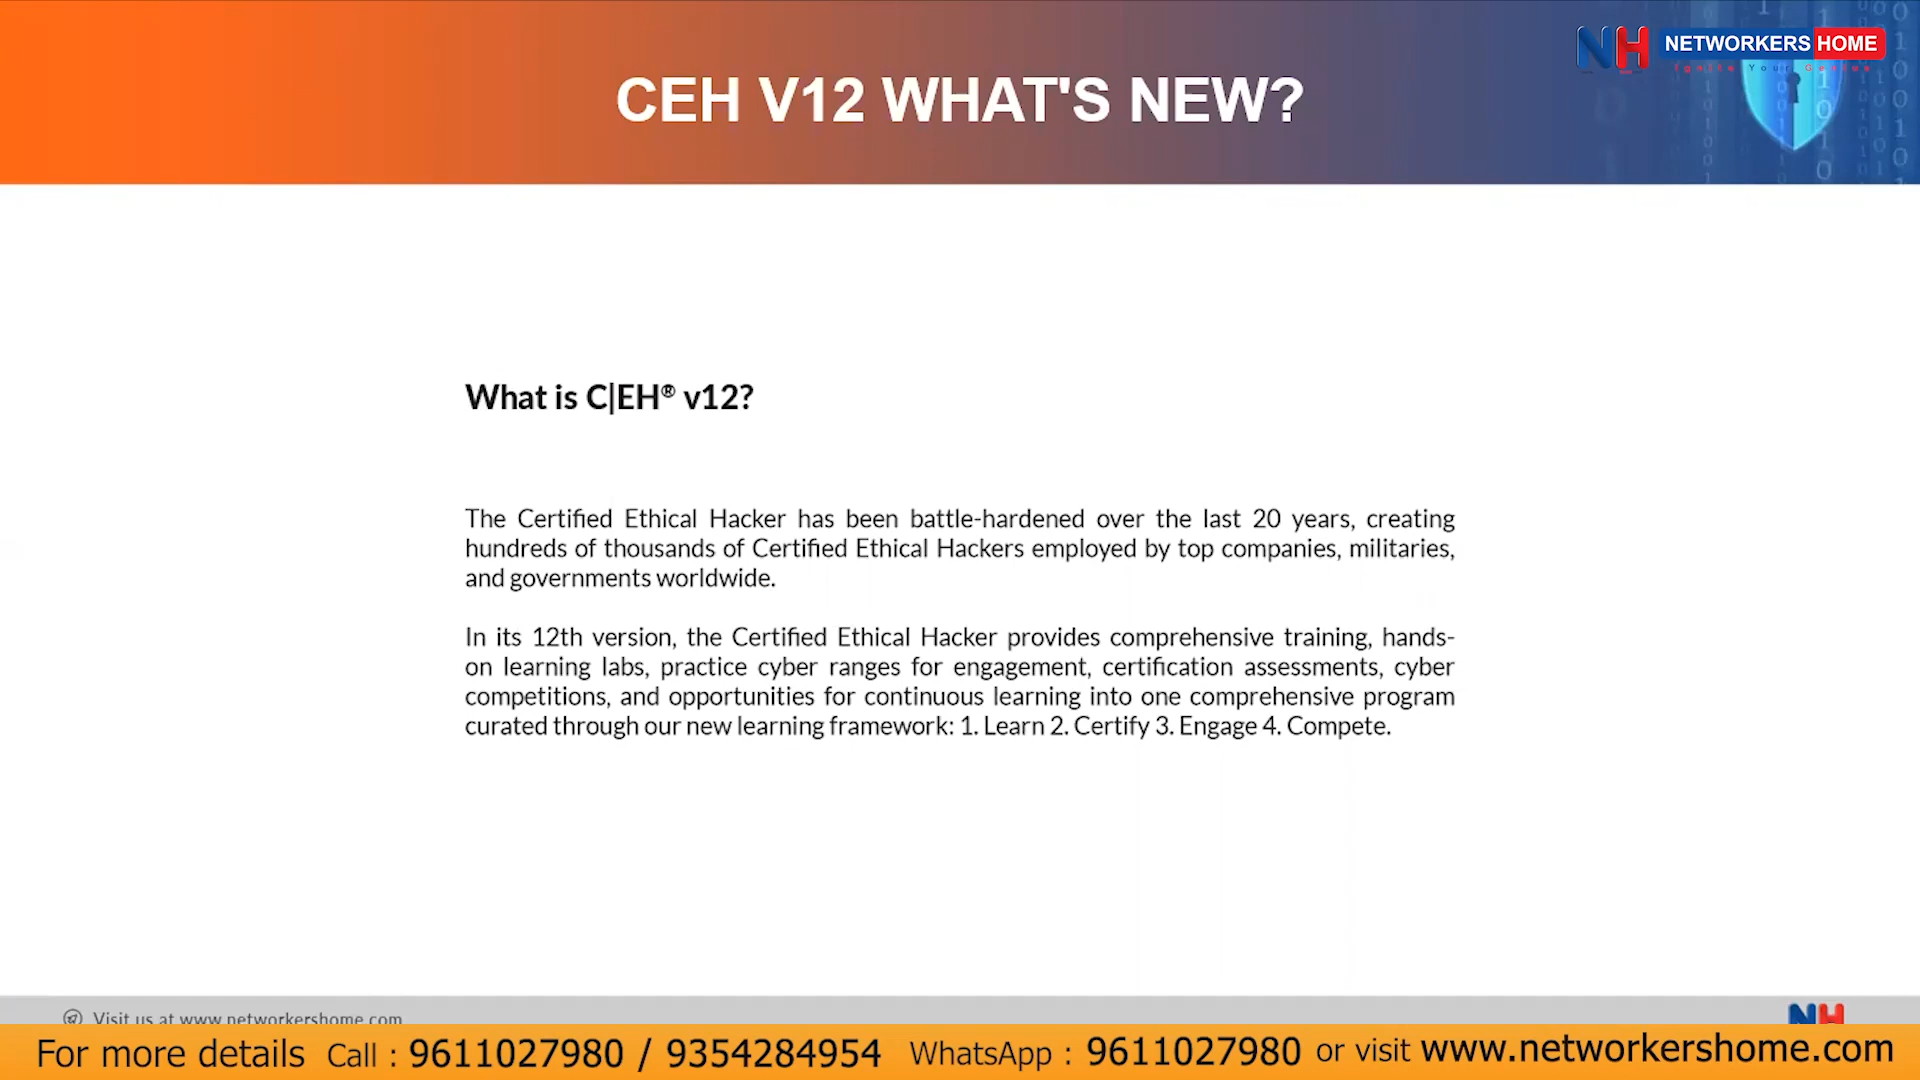 NH NETWORKERS HOME
Ignite Your Genius
CEH V12 WHAT'S NEW?
What is C|EH® v12?
The Certified Ethical Hacker has been battle-hardened over the last 20 years, creating
hundreds of thousands of Certified Ethical Hackers employed by top companies, militaries,
and governments worldwide.
In its 12th version, the Certified Ethical Hacker provides comprehensive training, hands-
on learning labs, practice cyber ranges for engagement, certification assessments, cyber
competitions, and opportunities for continuous learning into one comprehensive program
curated through our new learning framework: 1. Learn 2. Certify 3. Engage 4. Compete.
Visit us at www.networkershome.com
NH
For more details Call : 9611027980 / 9354284954 WhatsApp : 9611027980 or visit www.networkershome.com